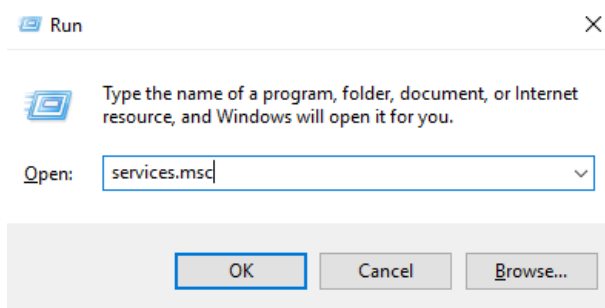 Run
Type the name of a program, folder, document, or Internet
resource, and Windows will open it for you.
Open: services.msc
OK Cancel Browse...